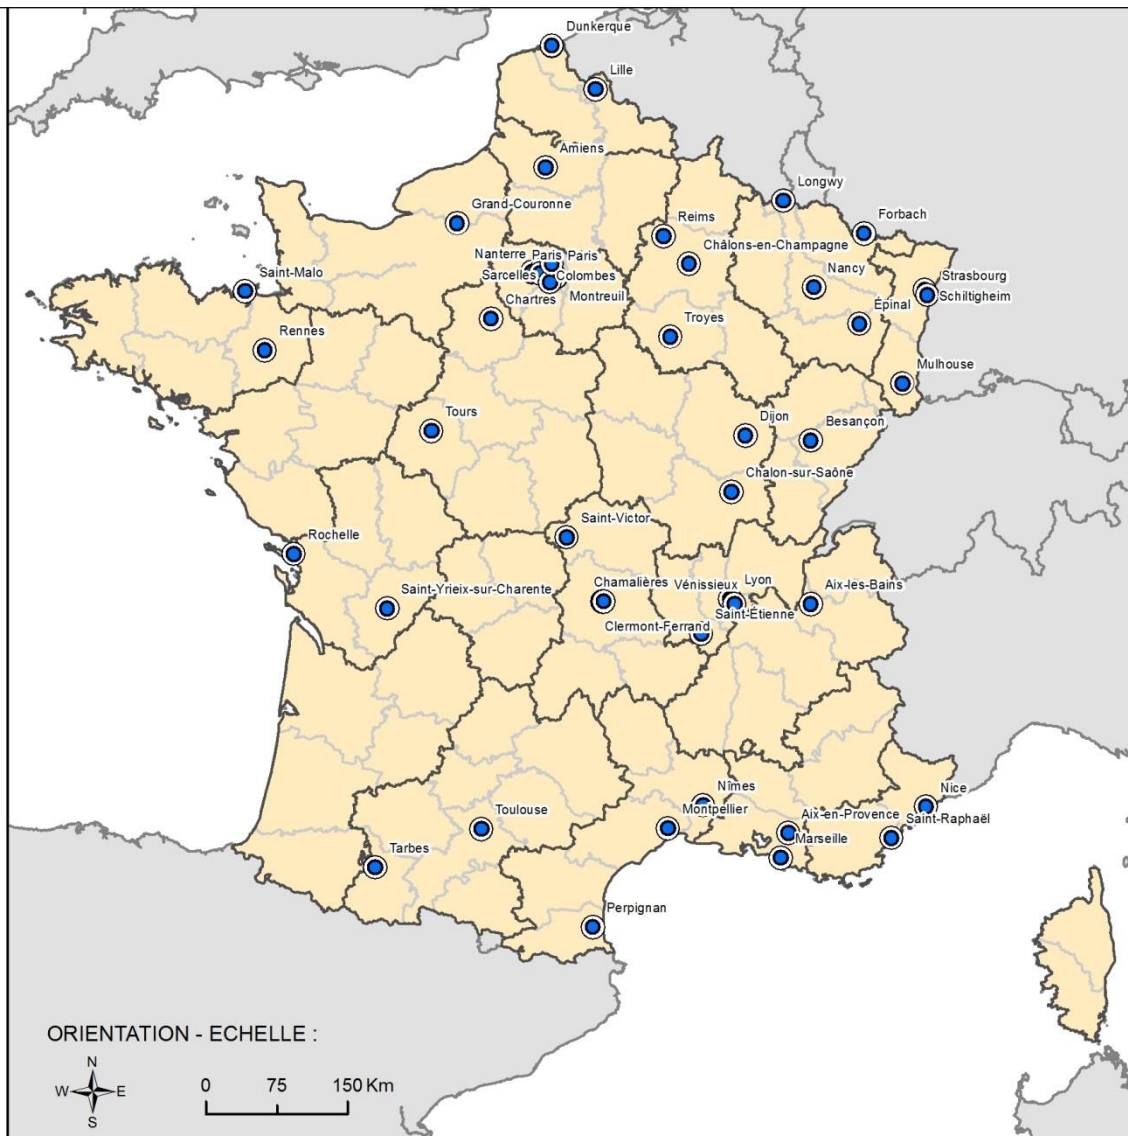 Dunkerque
Lille
Amiens
Longwy
Grand-Couronne
Reims
Forbach
Châlons-en-Champagne
Nanterre Paris Paris
Saint-Malo
Sarcelles
Colombes
Nancy
Strasbourg
Schiltigheim
Chartres
Montreuil
Épinal
Rennes
Troyes
Mulhouse
Tours
Dijon
Besançon
Chalon-sur-Saône
Saint-Victor
Rochelle
Saint-Yrieix-sur-Charente
Chamalières
Vénissieux
Lyon
Aix-les-Bains
Saint-Étienne
Clermont-Ferrand
Nîmes
Nice
Toulouse
Montpellier
Aix-en-Provence
Saint-Raphaël
Marseille
Tarbes
Perpignan
ORIENTATION - ECHELLE :
N
W E
S
0 75 150 Km